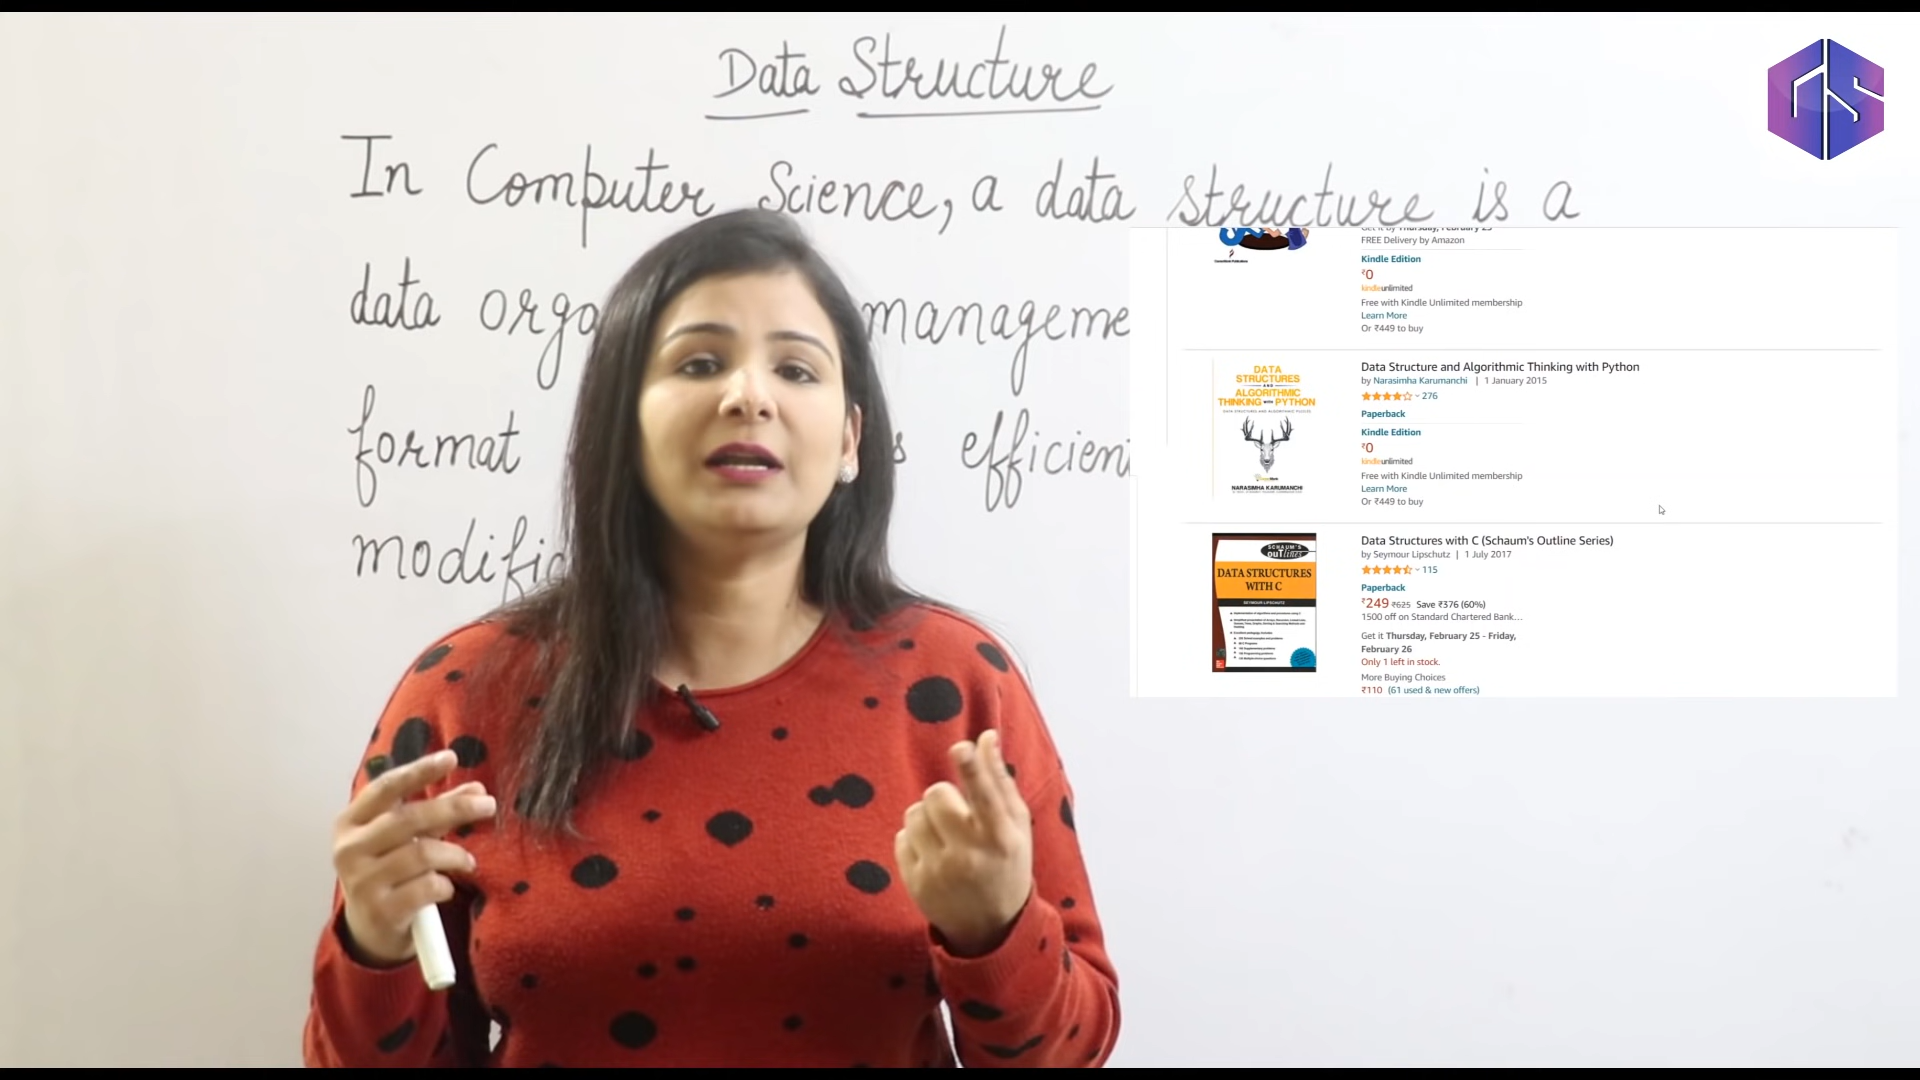 Data Structure
In Computer Science, a data structure is a
data orga manageme
format s efficient
modific
FREE Delivery by Amazon
Kindle Edition
₹0
kindleunlimited
Free with Kindle Unlimited membership
Learn More
Or ₹449 to buy
DATA
STRUCTURES
AND
ALGORITHMIC
THINKING with PYTHON
NARASIMHA KARUMANCHI
Data Structure and Algorithmic Thinking with Python
by Narasimha Karumanchi | 1 January 2015
276
Paperback
Kindle Edition
₹0
kindleunlimited
Free with Kindle Unlimited membership
Learn More
Or ₹449 to buy
SCHAUM'S
ouTlines
DATA STRUCTURES
WITH C
SEYMOUR LIPSCHUTZ
Data Structures with C (Schaum's Outline Series)
by Seymour Lipschutz | 1 July 2017
115
Paperback
₹249 ₹625 Save ₹376 (60%)
1500 off on Standard Chartered Bank…
Get it Thursday, February 25 - Friday,
February 26
Only 1 left in stock.
More Buying Choices
₹110 (61 used & new offers)